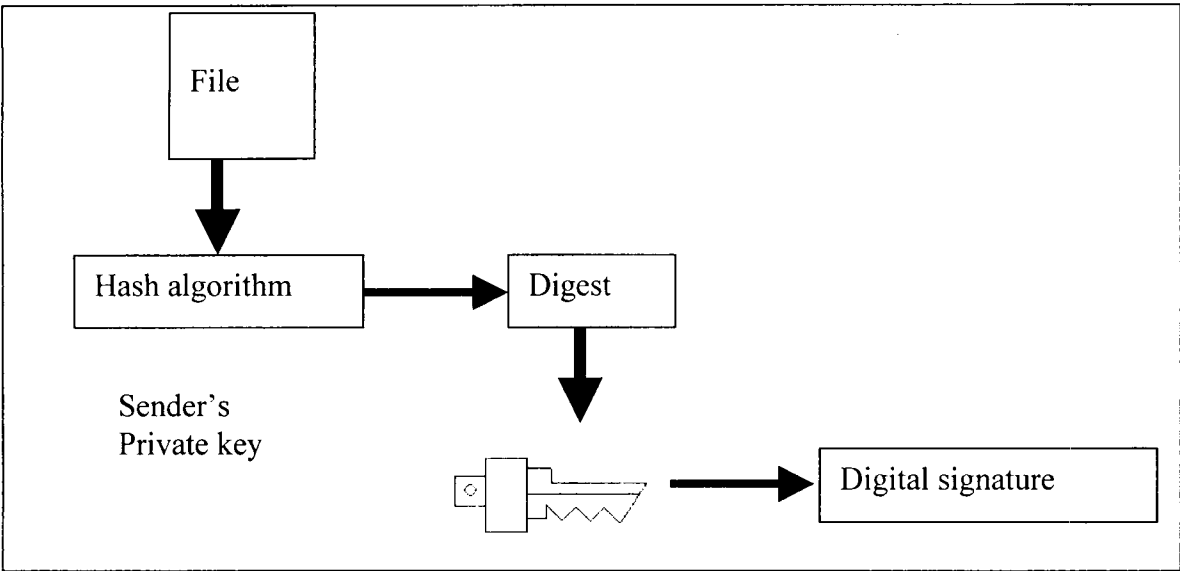 File
Hash algorithm
Digest
Sender’s
Private key
Digital signature